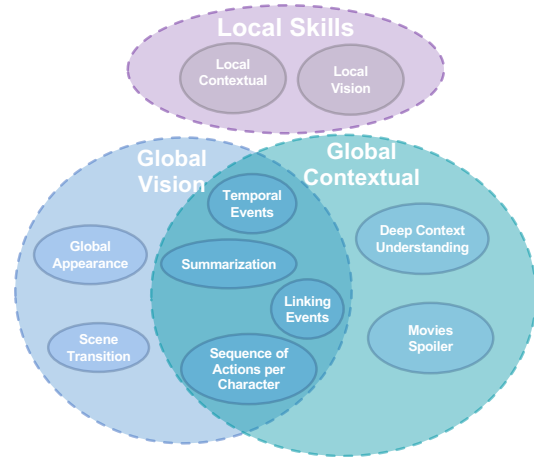 Local Skills
Local
Contextual
Local
Vision
Global
Vision
Global
Contextual
Temporal
Events
Global
Appearance
Summarization
Deep Context
Understanding
Linking
Events
Scene
Transition
Movies
Spoiler
Sequence of
Actions per
Character